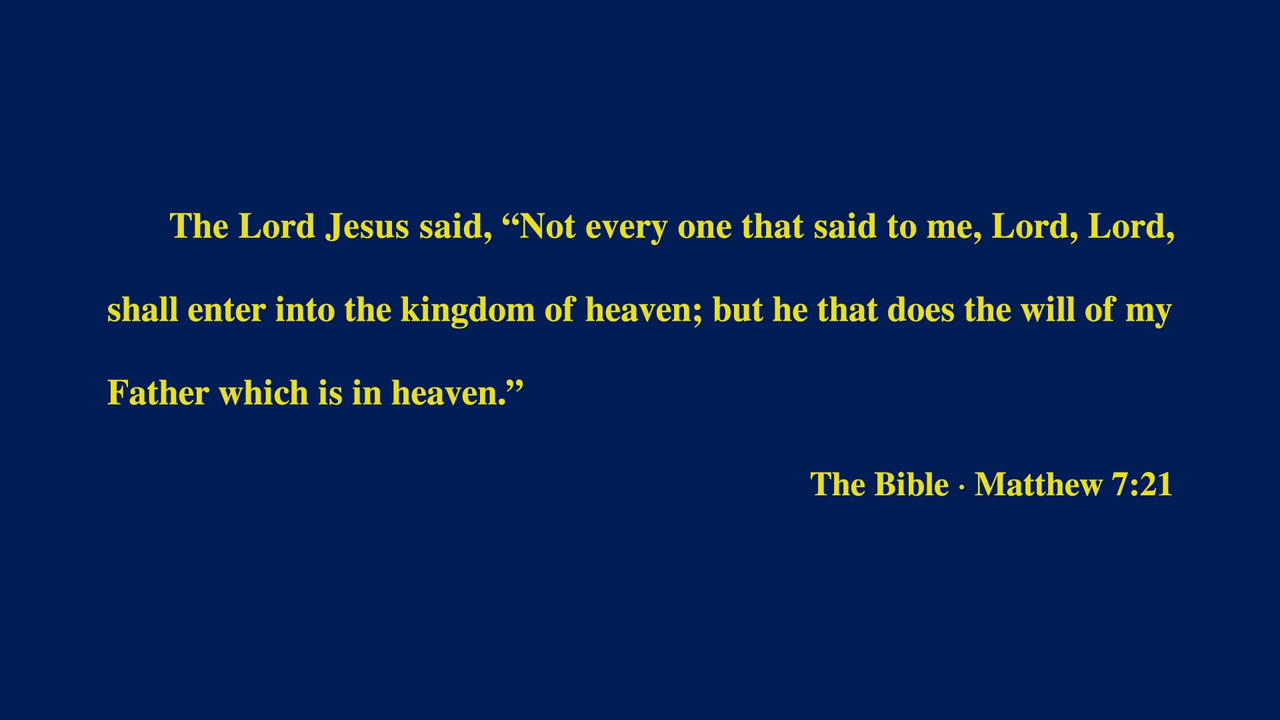 The Lord Jesus said, “Not every one that said to me, Lord, Lord,
shall enter into the kingdom of heaven; but he that does the will of my
Father which is in heaven.”
The Bible · Matthew 7:21